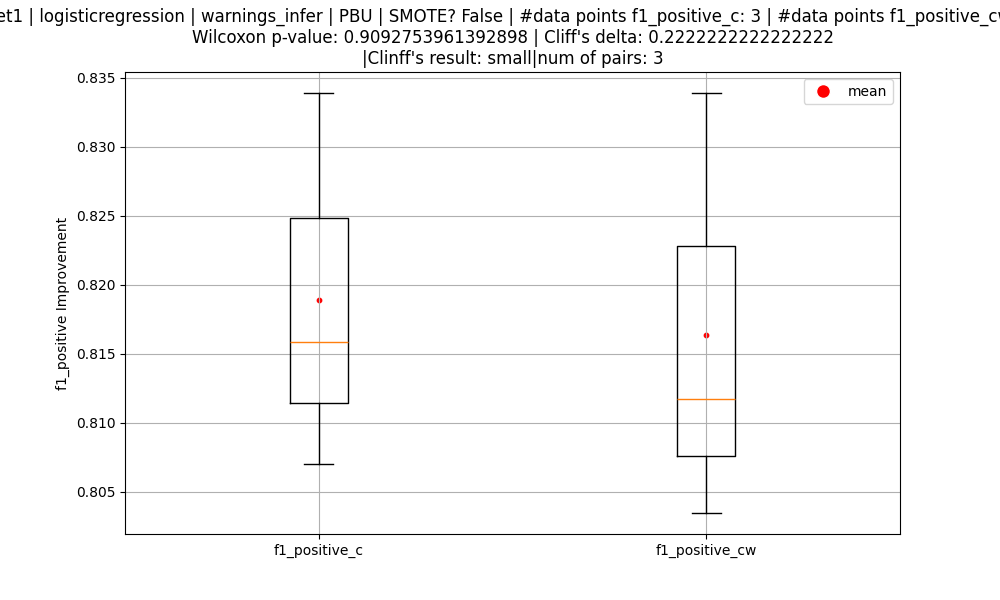 et1 | logisticregression | warnings_infer | PBU | SMOTE? False | #data points f1_positive_c: 3 | #data points f1_positive_cw
Wilcoxon p-value: 0.9092753961392898 | Cliff's delta: 0.2222222222222222
|Clinff's result: small|num of pairs: 3
mean
0.835
0.830
0.825
0.820
0.815
0.810
0.805
f1_positive Improvement
f1_positive_c
f1_positive_cw